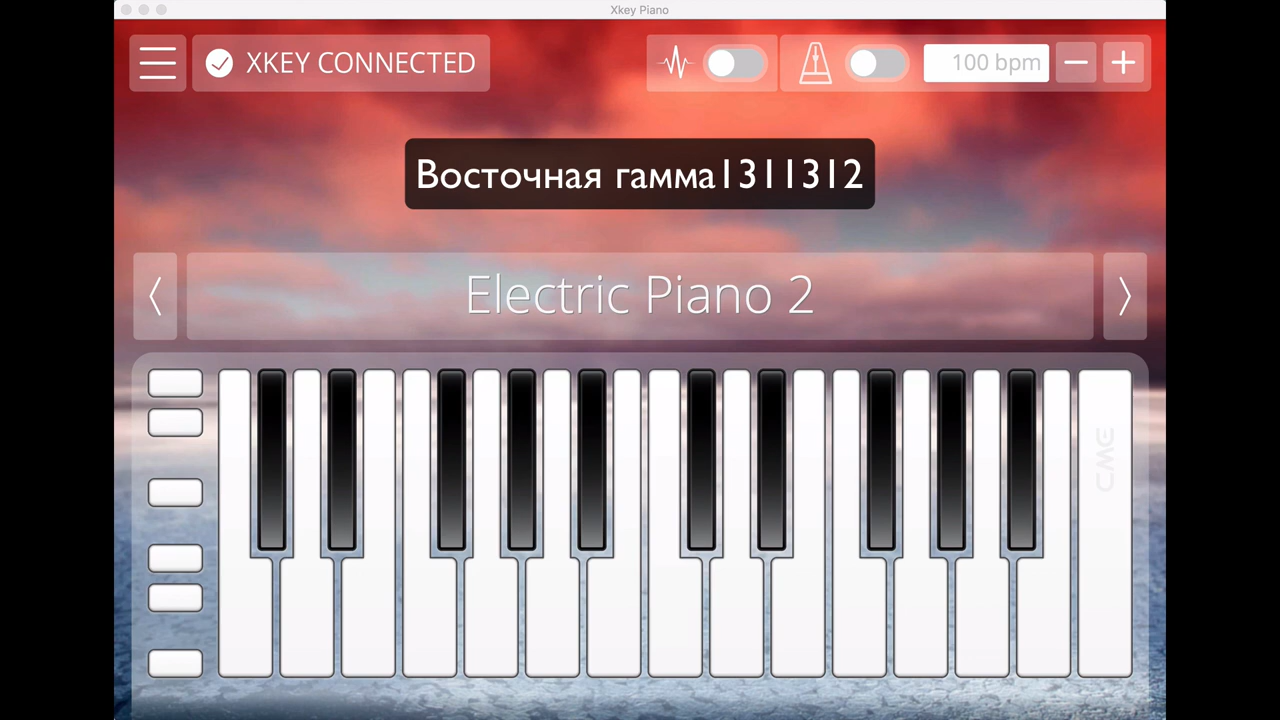 Xkey Piano
XKEY CONNECTED
100 bpm
Восточная гамма1311312
Electric Piano 2
CME